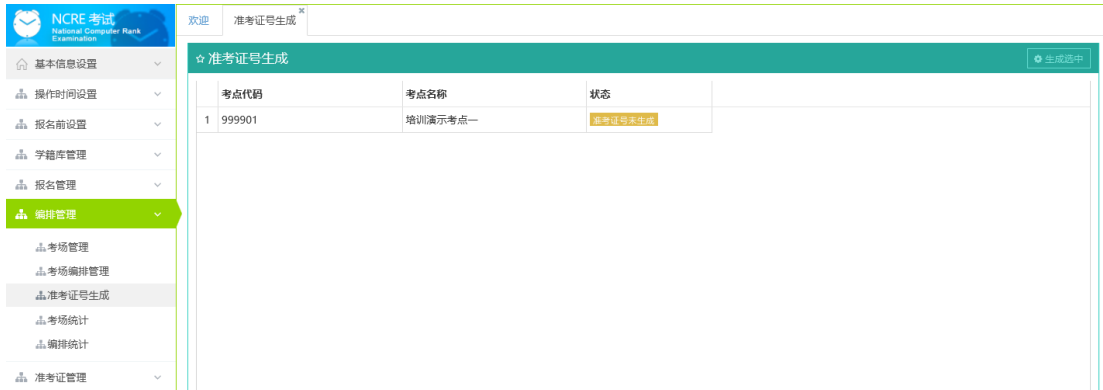 NCRE 考试
National Computer Rank
Examination
基本信息设置
操作时间设置
报名前设置
学籍库管理
报名管理
编排管理
考场管理
考场编排管理
准考证号生成
考场统计
编排统计
准考证管理
欢迎 准考证号生成
准考证号生成 生成选中
考点代码 考点名称 状态
1 999901 培训演示考点一 准考证号未生成